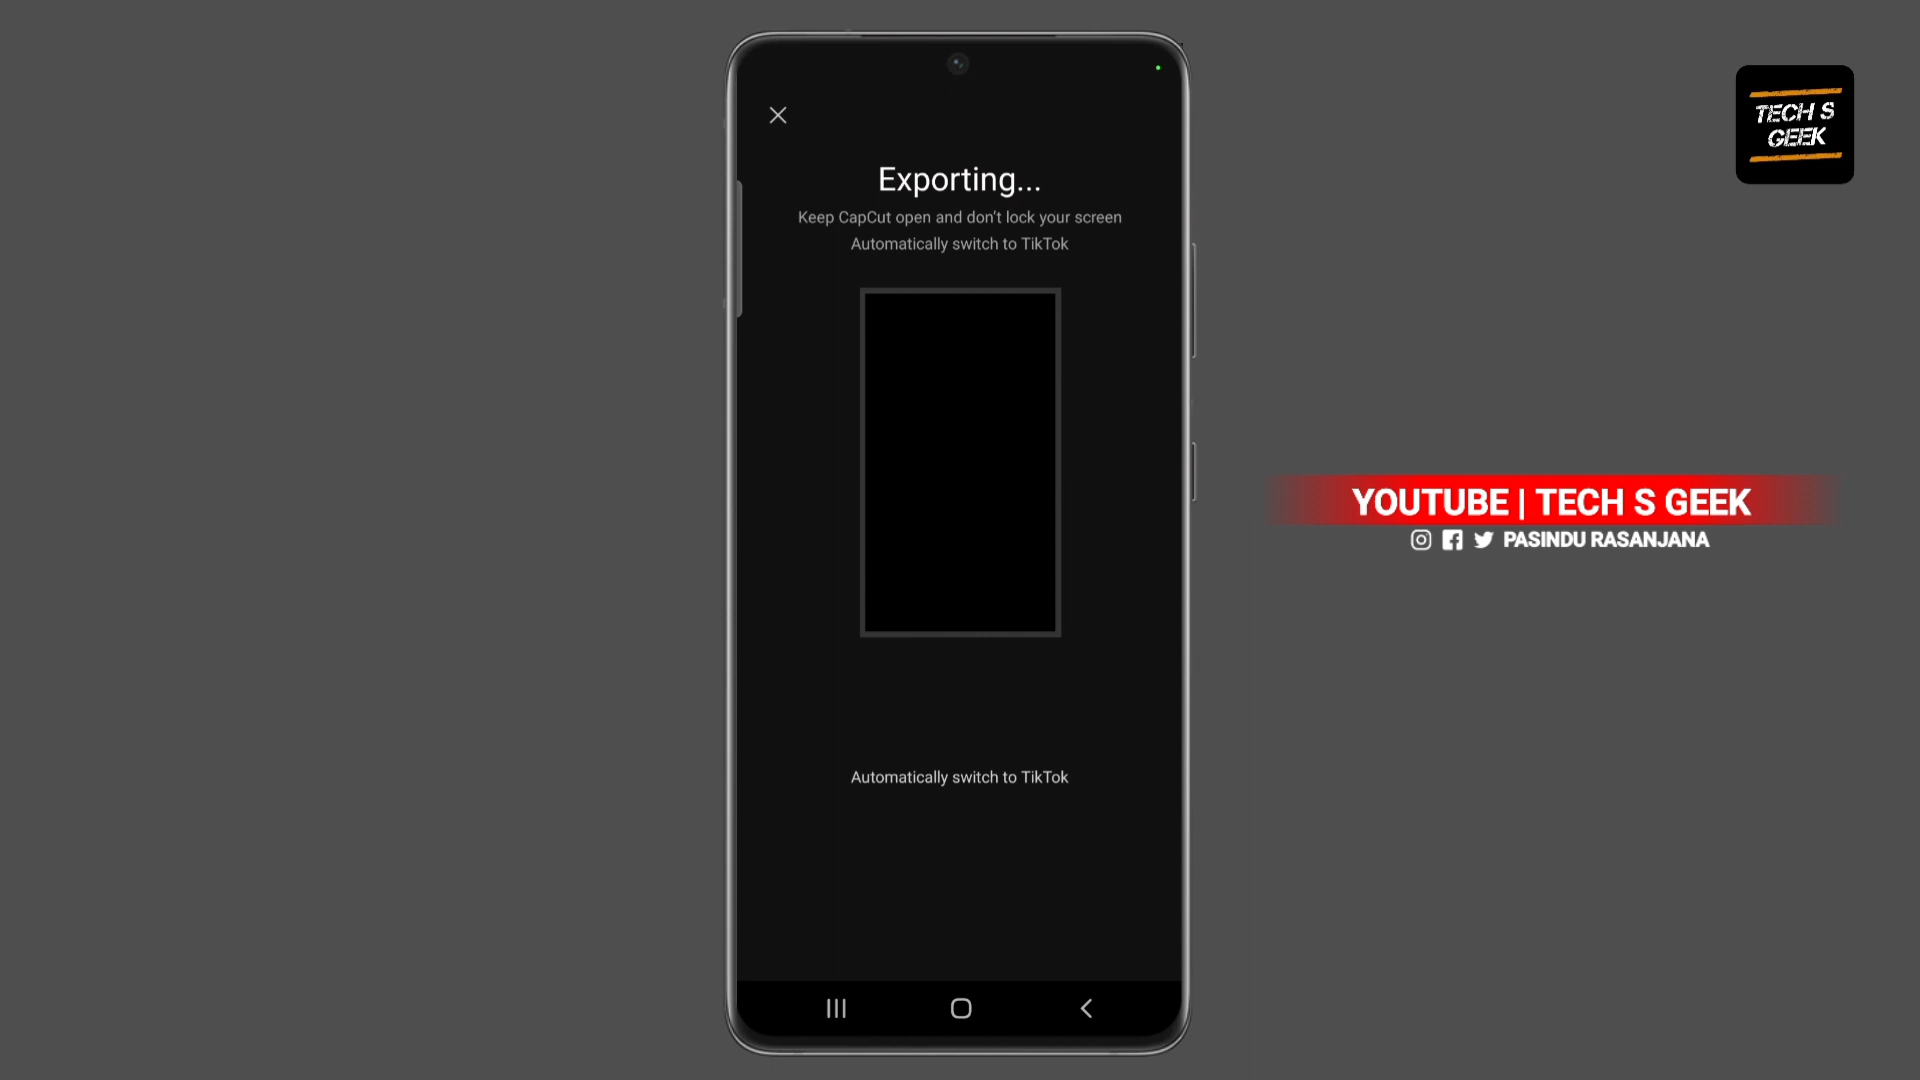 Exporting...
Keep CapCut open and don't lock your screen
Automatically switch to TikTok
Automatically switch to TikTok
TECH S
GEEK
YOUTUBE | TECH S GEEK
PASINDU RASANJANA